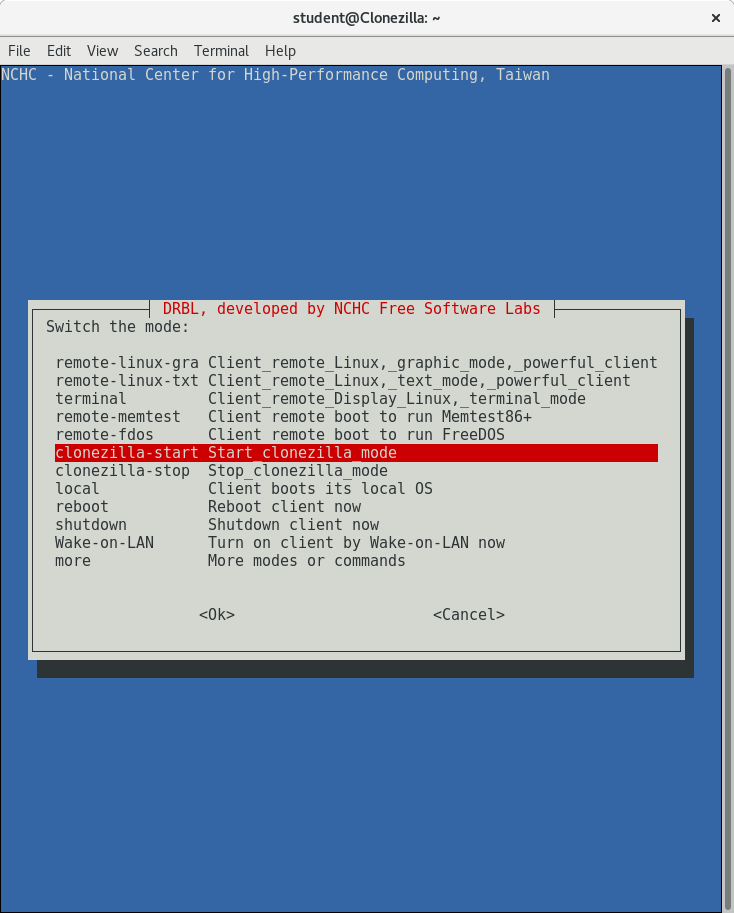 student@Clonezilla: ~ ×
File Edit View Search Terminal Help
NCHC - National Center for High-Performance Computing, Taiwan
DRBL, developed by NCHC Free Software Labs
Switch the mode:
remote-linux-gra Client_remote_Linux,_graphic_mode,_powerful_client
remote-linux-txt Client_remote_Linux,_text_mode,_powerful_client
terminal Client_remote_Display_Linux,_terminal_mode
remote-memtest Client remote boot to run Memtest86+
remote-fdos Client remote boot to run FreeDOS
clonezilla-start Start_clonezilla_mode
clonezilla-stop Stop_clonezilla_mode
local Client boots its local OS
reboot Reboot client now
shutdown Shutdown client now
Wake-on-LAN Turn on client by Wake-on-LAN now
more More modes or commands
<Ok> <Cancel>